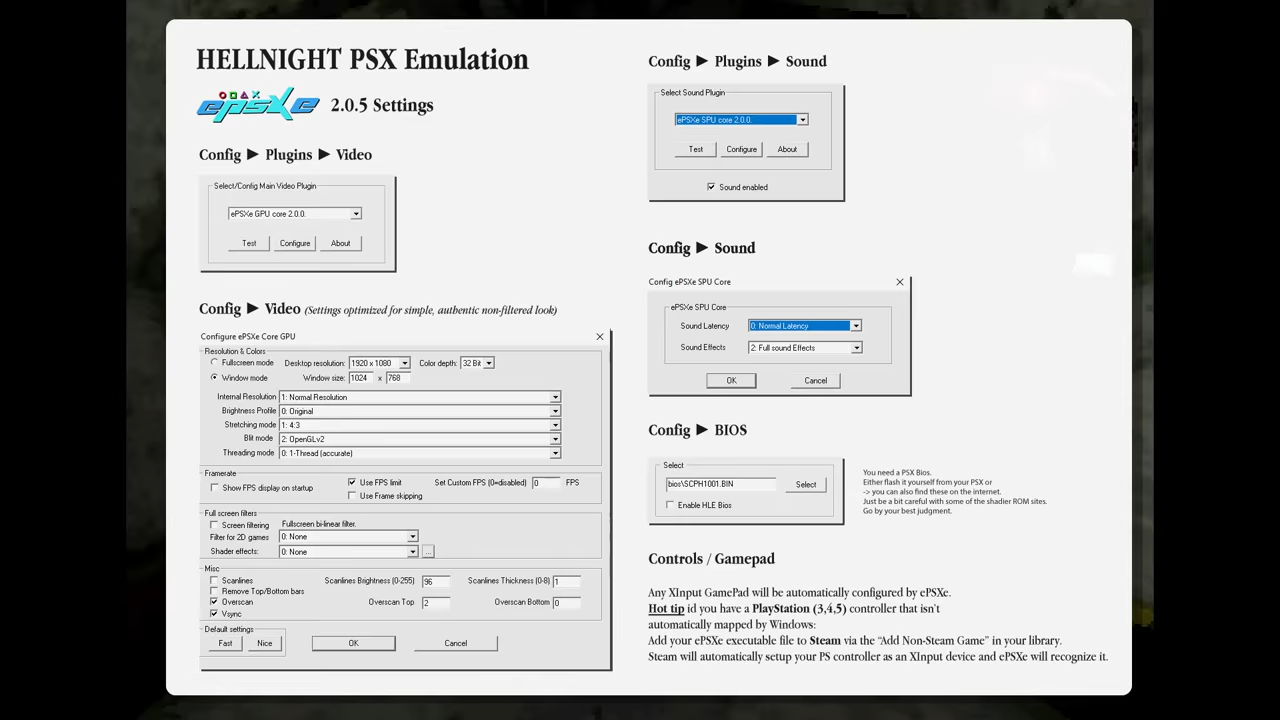 HELLNIGHT PSX Emulation
ePSXe 2.0.5 Settings
Config ► Plugins ► Video
Select/Config Main Video Plugin
ePSXe GPU core 2.0.0.
Test Configure About
Config ► Video (Settings optimized for simple, authentic non-filtered look)
Configure ePSXe Core GPU
Resolution & Colors
Fullscreen mode Desktop resolution: 1920 x 1080 Color depth: 32 Bit
Window mode Window size: 1024 x 768
Internal Resolution 1: Normal Resolution
Brightness Profile 0: Original
Stretching mode 1: 4:3
Blit mode 2: OpenGLv2
Threading mode 0: 1-Thread (accurate)
Framerate
Show FPS display on startup Use FPS limit Set Custom FPS (0=disabled) 0 FPS
Use Frame skipping
Full screen filters
Screen filtering Fullscreen bi-linear filter.
Filter for 2D games 0: None
Shader effects: 0: None ...
Misc
Scanlines Scanlines Brightness (0-255) 96 Scanlines Thickness (0-8) 1
Remove Top/Bottom bars
Overscan Overscan Top 2 Overscan Bottom 0
Vsync
Default settings
Fast Nice OK Cancel
Config ► Plugins ► Sound
Select Sound Plugin
ePSXe SPU core 2.0.0.
Test Configure About
Sound enabled
Config ► Sound
Config ePSXe SPU Core
ePSXe SPU Core
Sound Latency 0: Normal Latency
Sound Effects 2: Full sound Effects
OK Cancel
Config ► BIOS
Select
bios\SCPH1001.BIN Select
Enable HLE Bios
You need a PSX Bios.
Either flash it yourself from your PSX or
-> you can also find these on the internet.
Just be a bit careful with some of the shadier ROM sites.
Go by your best judgment.
Controls / Gamepad
Any XInput GamePad will be automatically configured by ePSXe.
Hot tip id you have a PlayStation (3,4,5) controller that isn't
automatically mapped by Windows:
Add your ePSXe executable file to Steam via the “Add Non-Steam Game” in your library.
Steam will automatically setup your PS controller as an XInput device and ePSXe will recognize it.